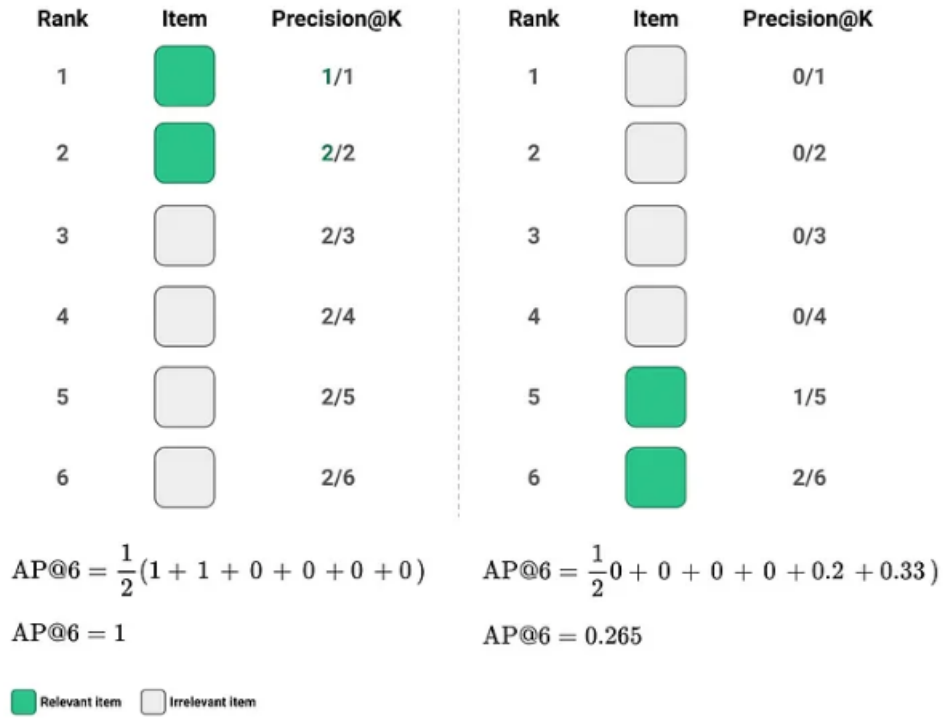 Rank Item Precision@K Rank Item Precision@K
1 1/1 1 0/1
2 2/2 2 0/2
3 2/3 3 0/3
4 2/4 4 0/4
5 2/5 5 1/5
6 2/6 6 2/6
AP@6 = 1/2(1 + 1 + 0 + 0 + 0 + 0) AP@6 = 1/2 0 + 0 + 0 + 0 + 0.2 + 0.33)
AP@6 = 1 AP@6 = 0.265
Relevant item Irrelevant item